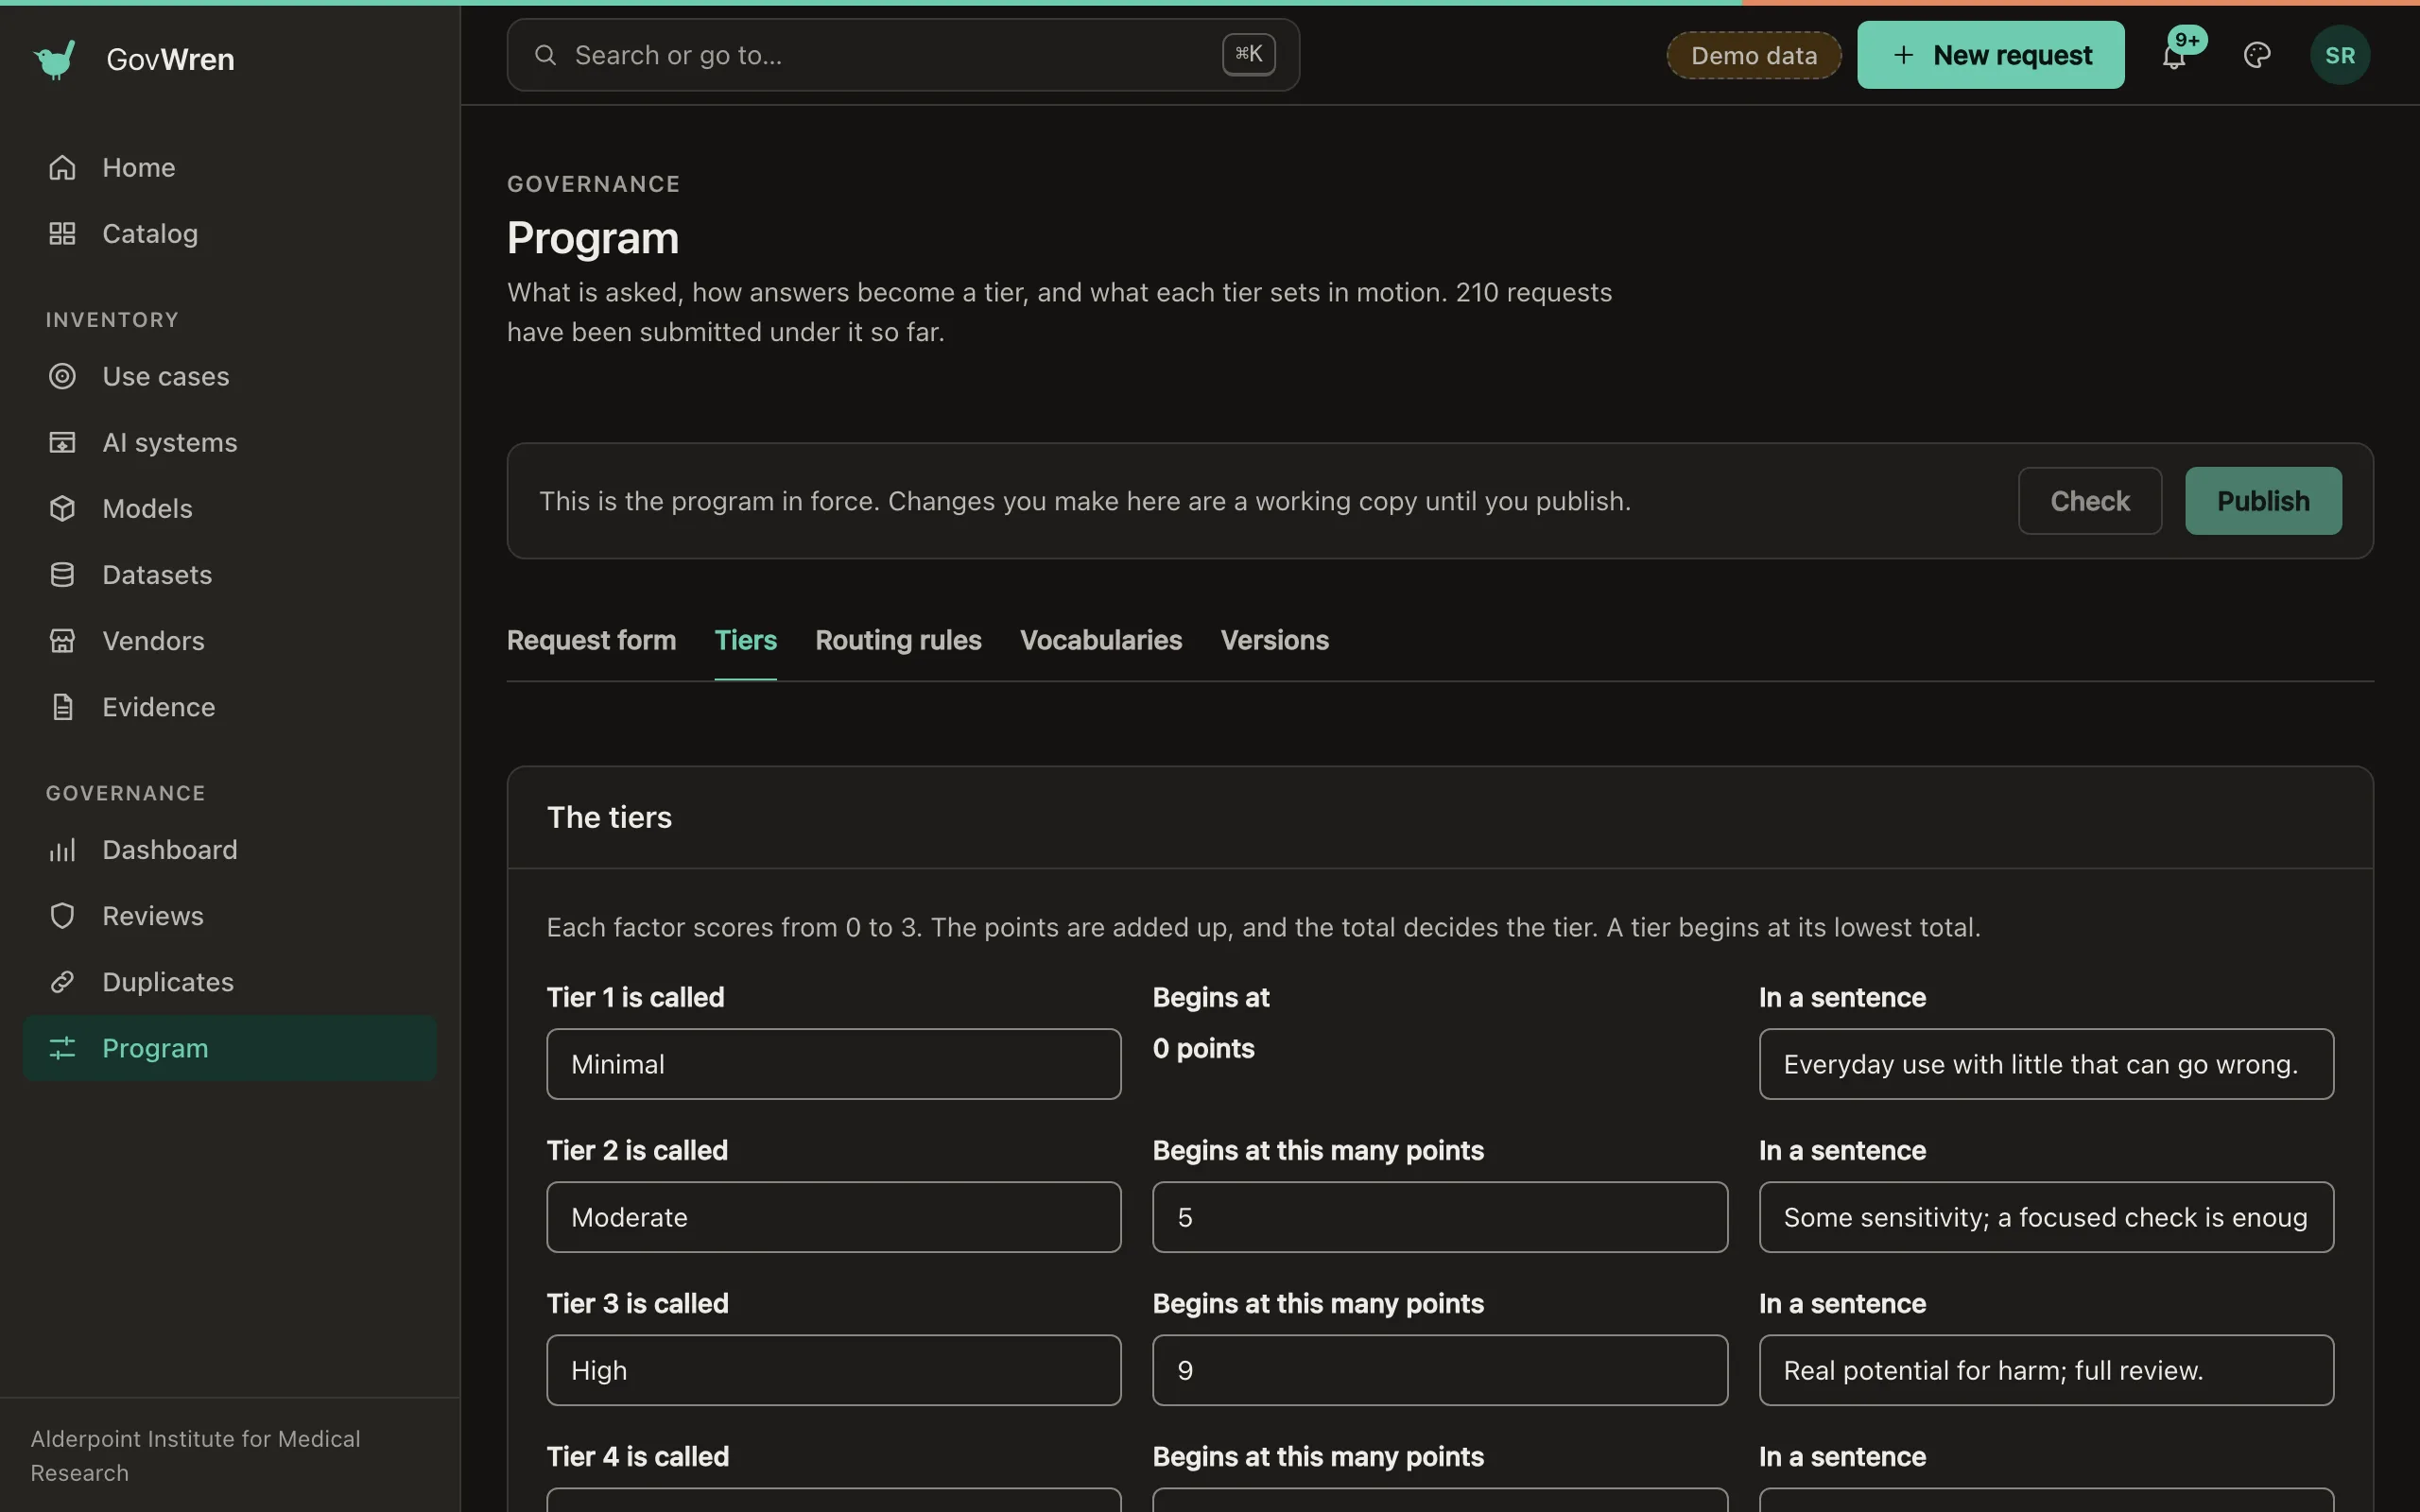 GovWren
Search or go to...
⌘K
Demo data
+ New request
9+
SR
Home
Catalog
INVENTORY
Use cases
AI systems
Models
Datasets
Vendors
Evidence
GOVERNANCE
Dashboard
Reviews
Duplicates
Program
Alderpoint Institute for Medical
Research
GOVERNANCE
Program
What is asked, how answers become a tier, and what each tier sets in motion. 210 requests
have been submitted under it so far.
This is the program in force. Changes you make here are a working copy until you publish.
Check
Publish
Request form
Tiers
Routing rules
Vocabularies
Versions
The tiers
Each factor scores from 0 to 3. The points are added up, and the total decides the tier. A tier begins at its lowest total.
Tier 1 is called
Begins at
In a sentence
Minimal
0 points
Everyday use with little that can go wrong.
Tier 2 is called
Begins at this many points
In a sentence
Moderate
5
Some sensitivity; a focused check is enoug
Tier 3 is called
Begins at this many points
In a sentence
High
9
Real potential for harm; full review.
Tier 4 is called
Begins at this many points
In a sentence